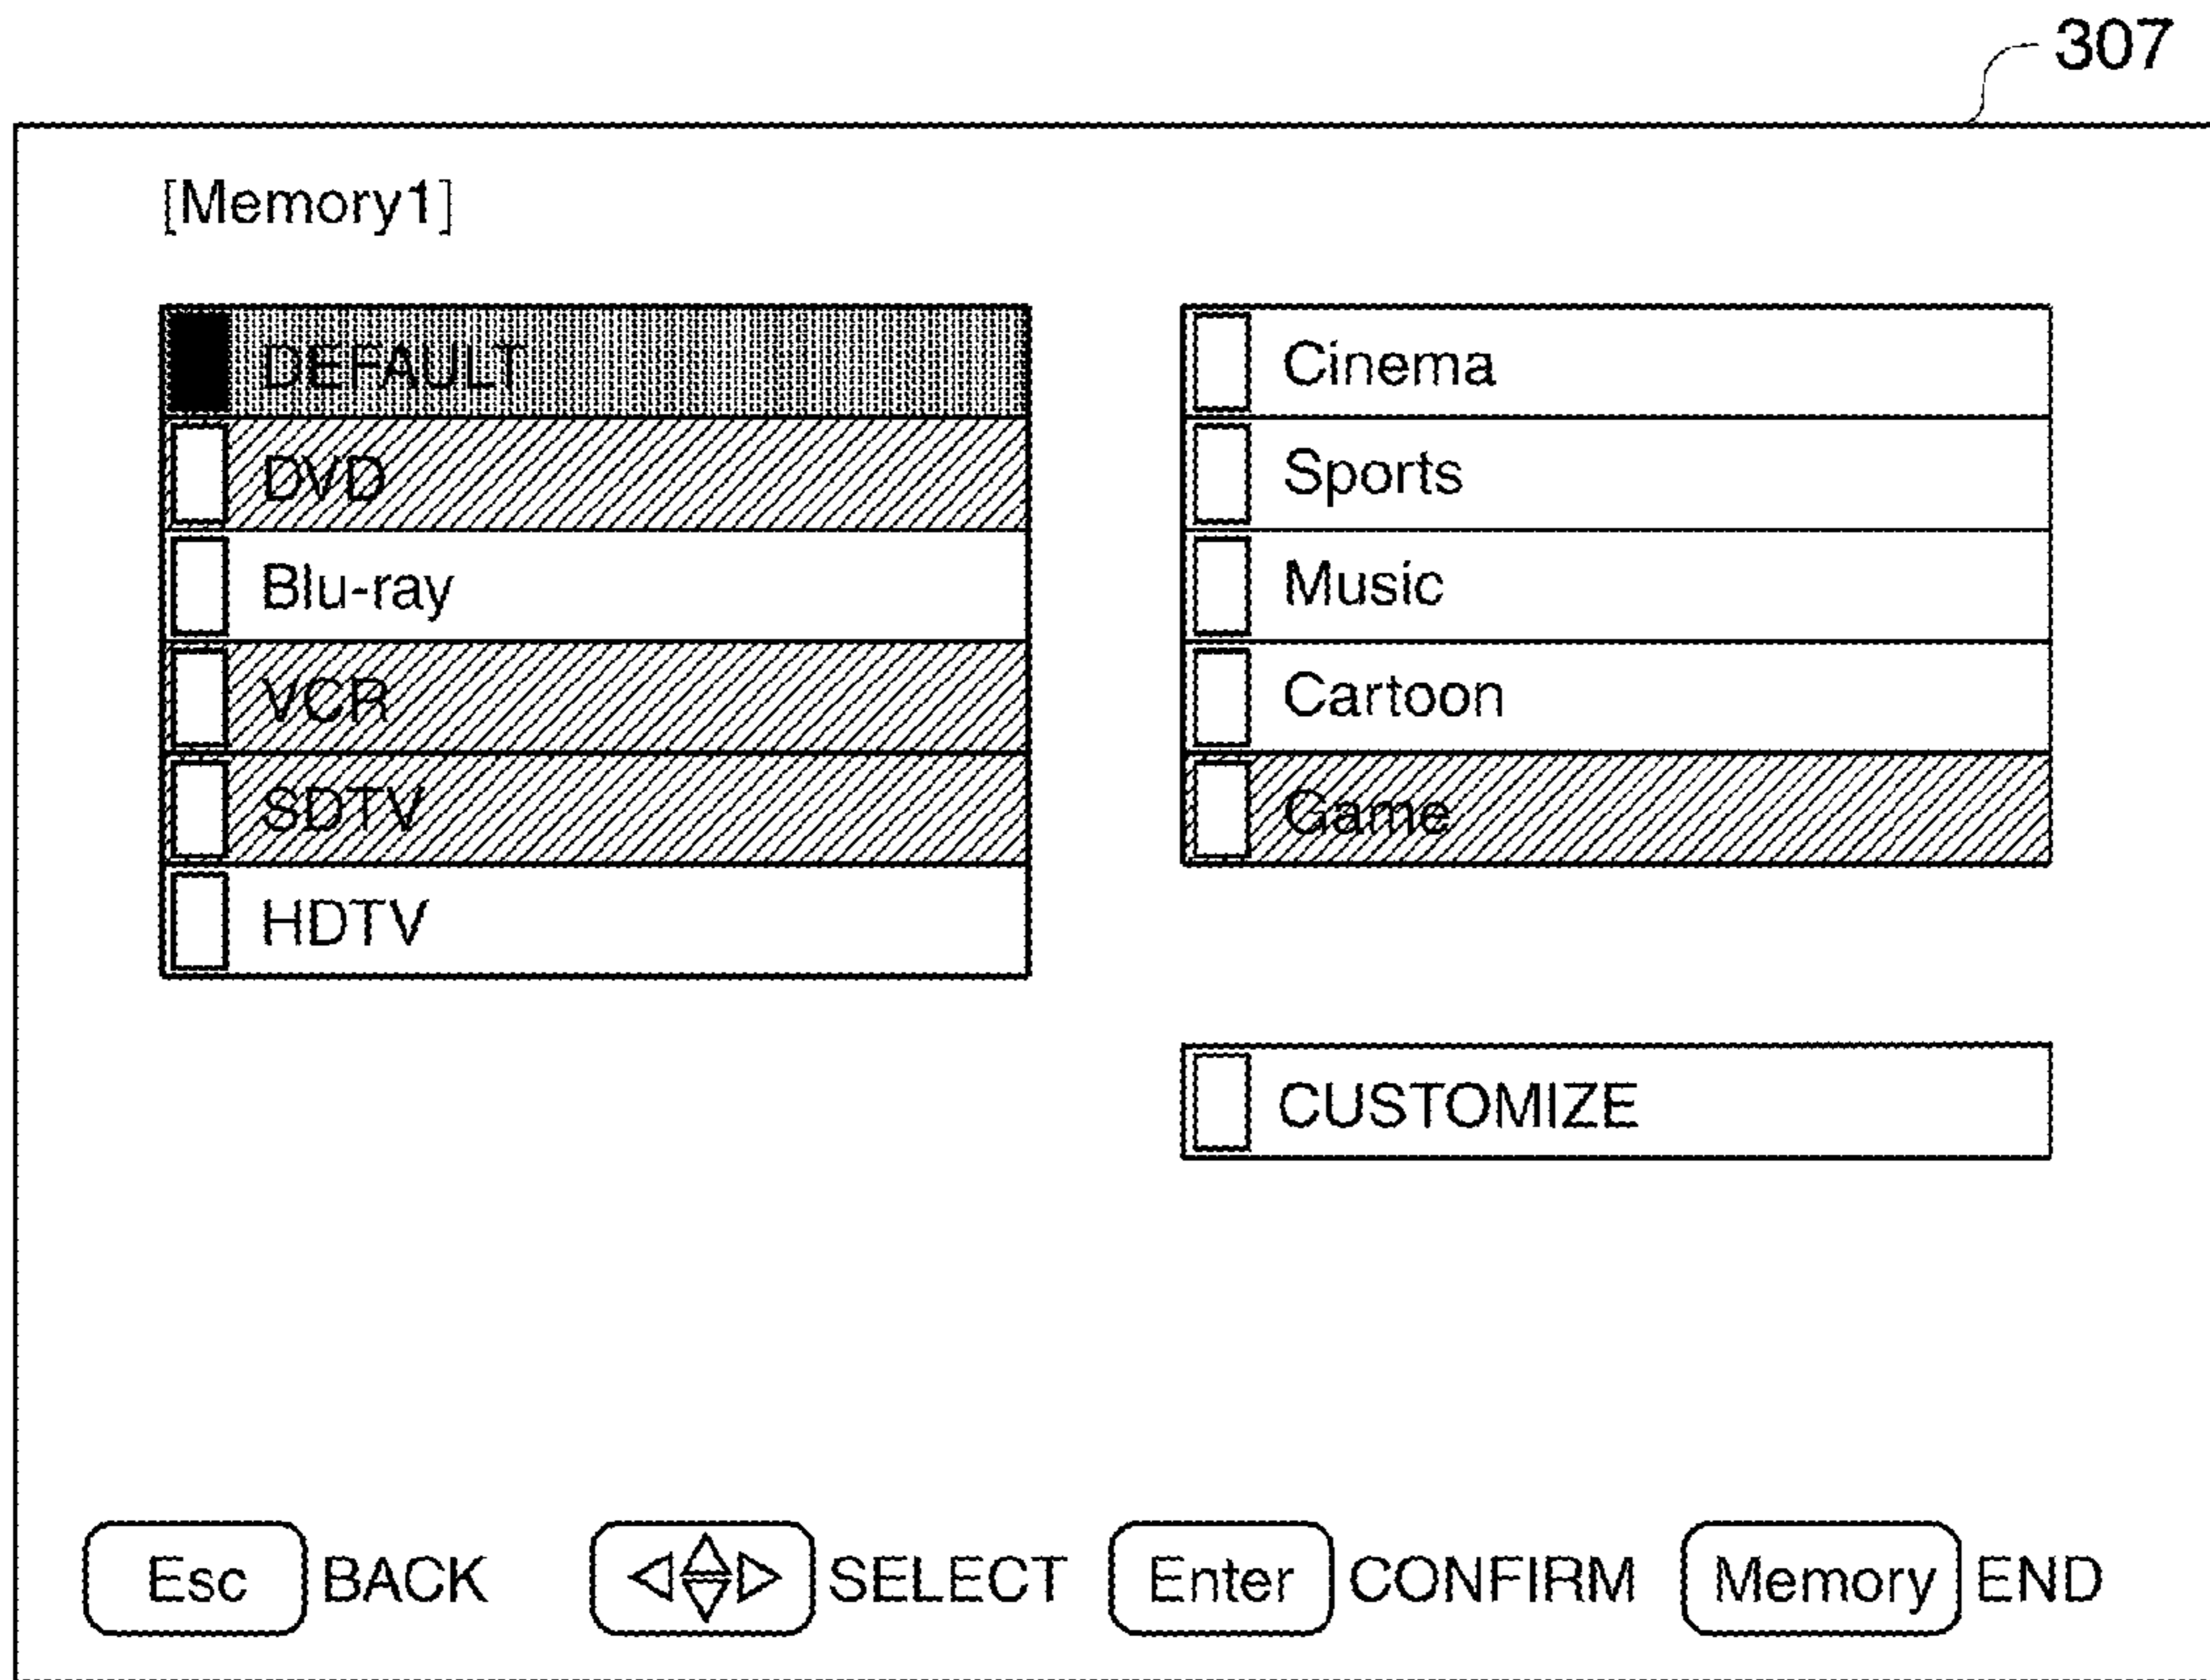 307
[Memory1]
DEFAULT
DVD
Blu-ray
VCR
SDTV
HDTV
Cinema
Sports
Music
Cartoon
Game
CUSTOMIZE
Esc BACK SELECT Enter CONFIRM Memory END